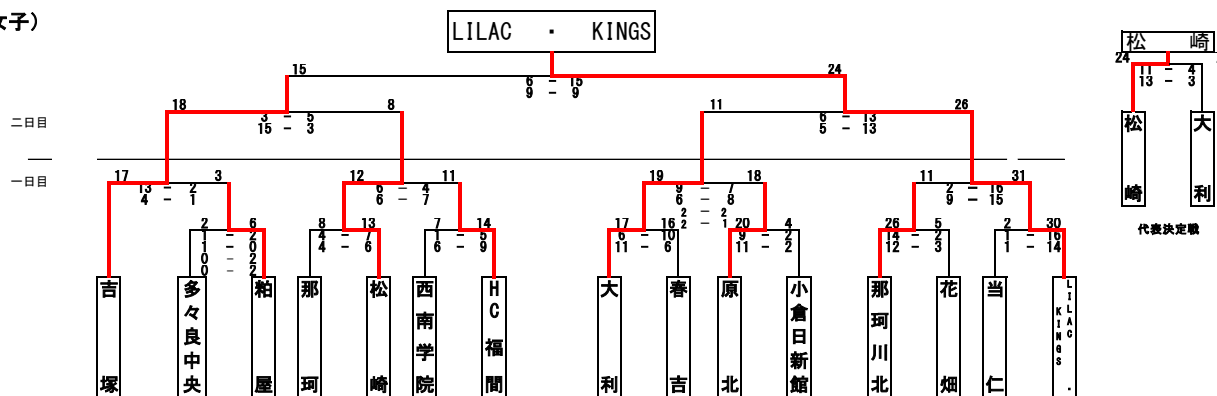 女子）
LILAC ・ KINGS
松 崎
24
11 - 4
13 - 3
松崎
大利
代表決定戦
15 24
6 - 15
9 - 9
18 8
3 - 5
15 - 3
11 26
6 - 13
5 - 13
二日目
一日目
17 3
13 - 2
4 - 1
12 11
6 - 4
6 - 7
19 18
9 - 7
6 - 8
2 - 2
2 - 1
11 31
2 - 16
9 - 15
2 6
1 - 2
1 - 0
0 - 2
0 - 2
8 13
4 - 7
4 - 6
7 14
1 - 5
6 - 9
17 16
6 - 10
11 - 6
20 4
9 - 2
11 - 2
26 5
14 - 2
12 - 3
2 30
1 - 16
1 - 14
吉塚
多々良中央
粕屋
那珂
松崎
西南学院
HC福間
大利
春吉
原北
小倉日新館
那珂川北
花畑
当仁
LILAC・
KINGS